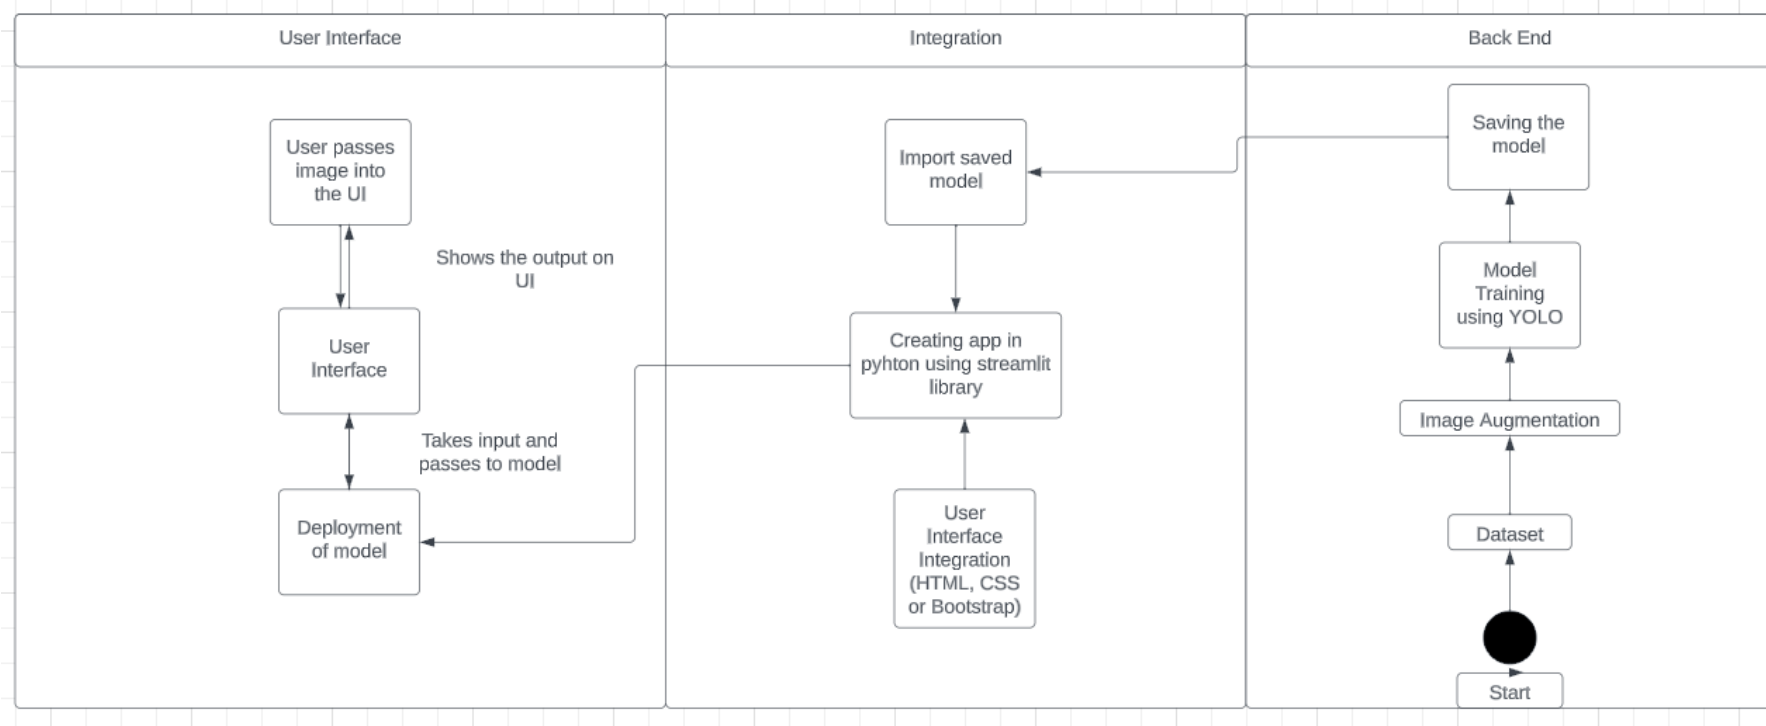 User Interface
Integration
Back End
User passes
image into
the UI
Shows the output on
UI
User
Interface
Takes input and
passes to model
Deployment
of model
Import saved
model
Creating app in
pyhton using streamlit
library
User
Interface
Integration
(HTML, CSS
or Bootstrap)
Saving the
model
Model
Training
using YOLO
Image Augmentation
Dataset
Start